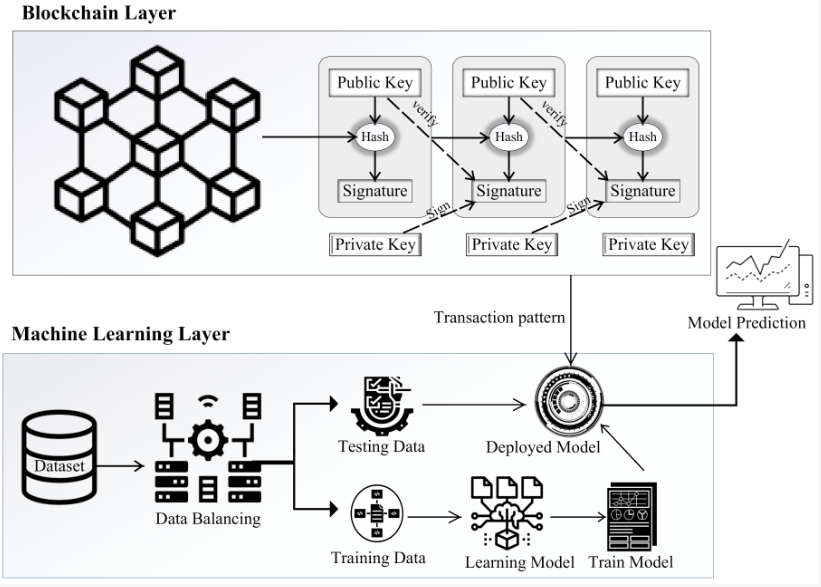 Blockchain Layer
Public Key
Public Key
Public Key
verify
verify
Hash
Hash
Hash
Signature
Signature
Signature
Sign
Sign
Private Key
Private Key
Private Key
Transaction pattern
Model Prediction
Machine Learning Layer
Dataset
Data Balancing
Testing Data
Deployed Model
Training Data
Learning Model
Train Model